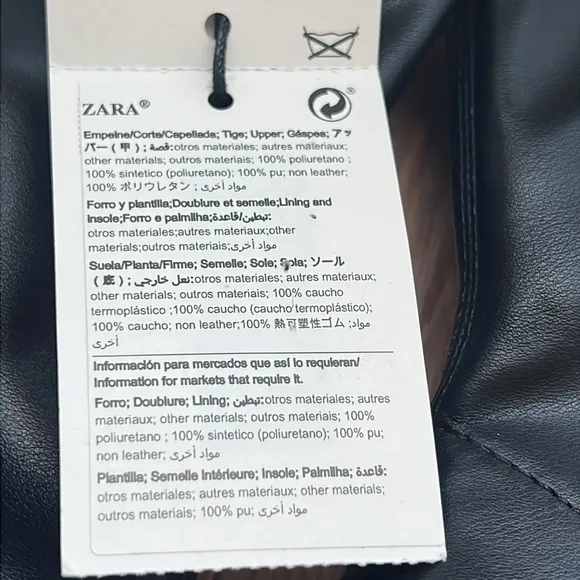 ZARA®
Empeine/Corte/Capellada; Tige; Upper; Gáspea; アッ
パー (甲) ; قصة:otros materiales; autres materiaux;
other materials; outros materiais; 100% poliuretano ;
100% sintetico (poliuretano); 100% pu; non leather;
100% ポリウレタン ; مواد أخرى
Forro y plantilla;Doublure et semelle;Lining and
insole;Forro e palmilha;تبطين/قاعدة:
otros materiales;autres materiaux;other
materials;outros materiais;مواد أخرى
Suela/Planta/Firme; Semelle; Sole; Sola; ソール
(底) ; نعل خارجي:otros materiales; autres materiaux;
other materials; outros materiais; 100% caucho
termoplástico ;100% caucho (caucho termoplástico);
100% caucho; non leather;100% 熱可塑性ゴム ;مواد
أخرى
Información para mercados que así lo requieran/
Information for markets that require it.
Forro; Doublure; Lining; تبطين:otros materiales; autres
materiaux; other materials; outros materiais; 100%
poliuretano ; 100% sintetico (poliuretano); 100% pu;
non leather; مواد أخرى
Plantilla; Semelle Intérieure; Insole; Palmilha; قاعدة:
otros materiales; autres materiaux; other materials;
outros materiais; 100% pu; مواد أخرى